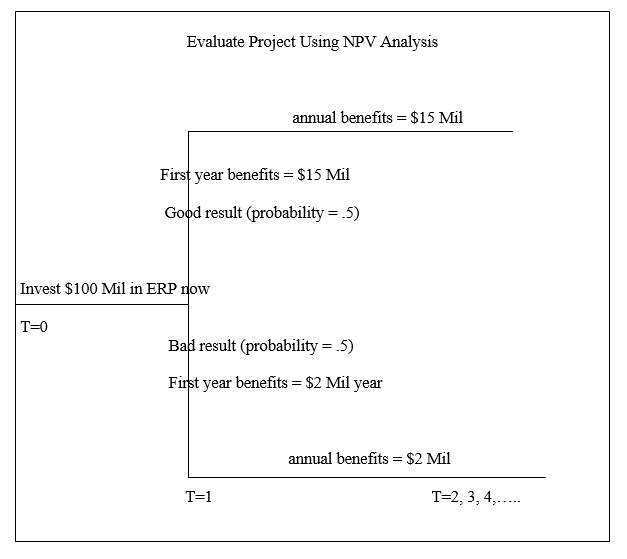 Evaluate Project Using NPV Analysis
annual benefits = $15 Mil
First year benefits = $15 Mil
Good result (probability = .5)
Invest $100 Mil in ERP now
T=0
Bad result (probability = .5)
First year benefits = $2 Mil year
annual benefits = $2 Mil
T=1
T=2, 3, 4,…..